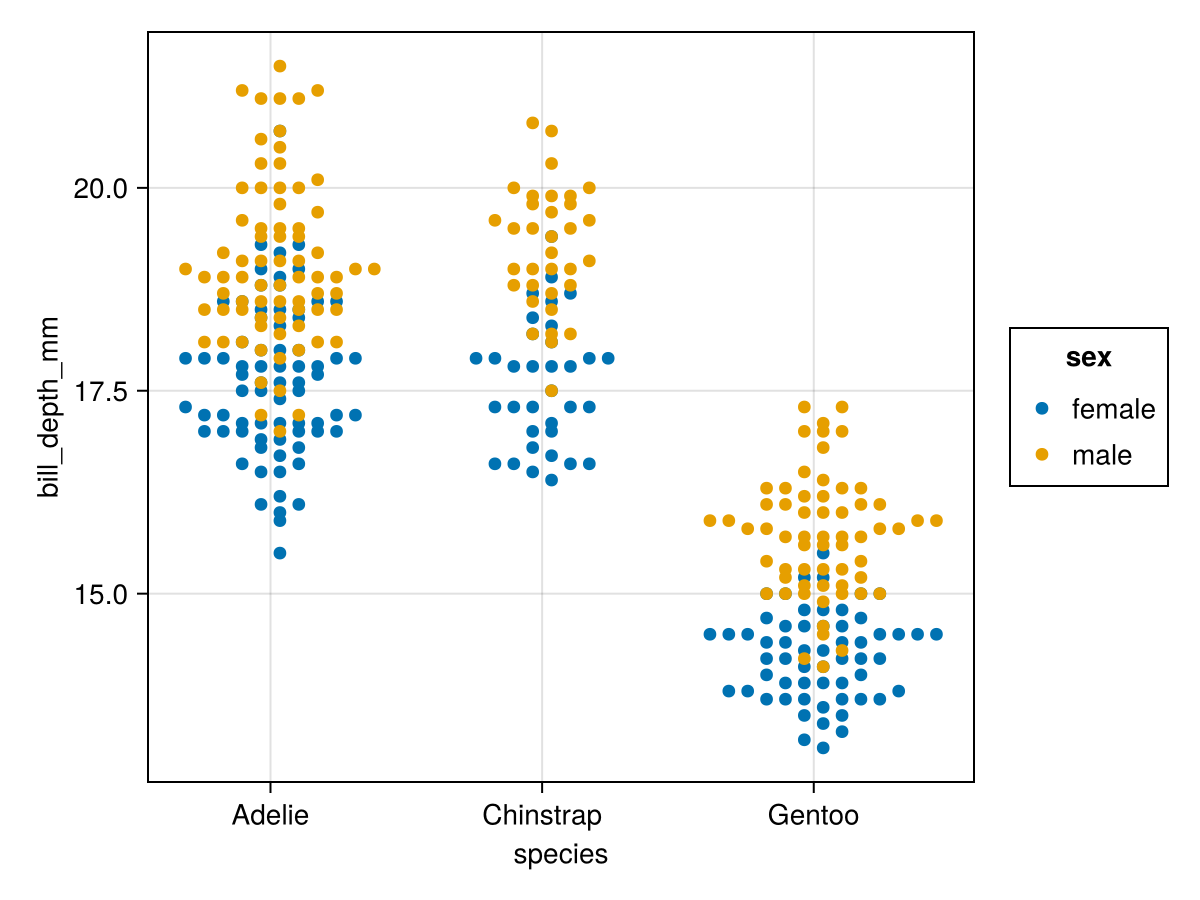 bill_depth_mm
20.0
17.5
15.0
Adelie
Chinstrap
Gentoo
species
sex
female
male